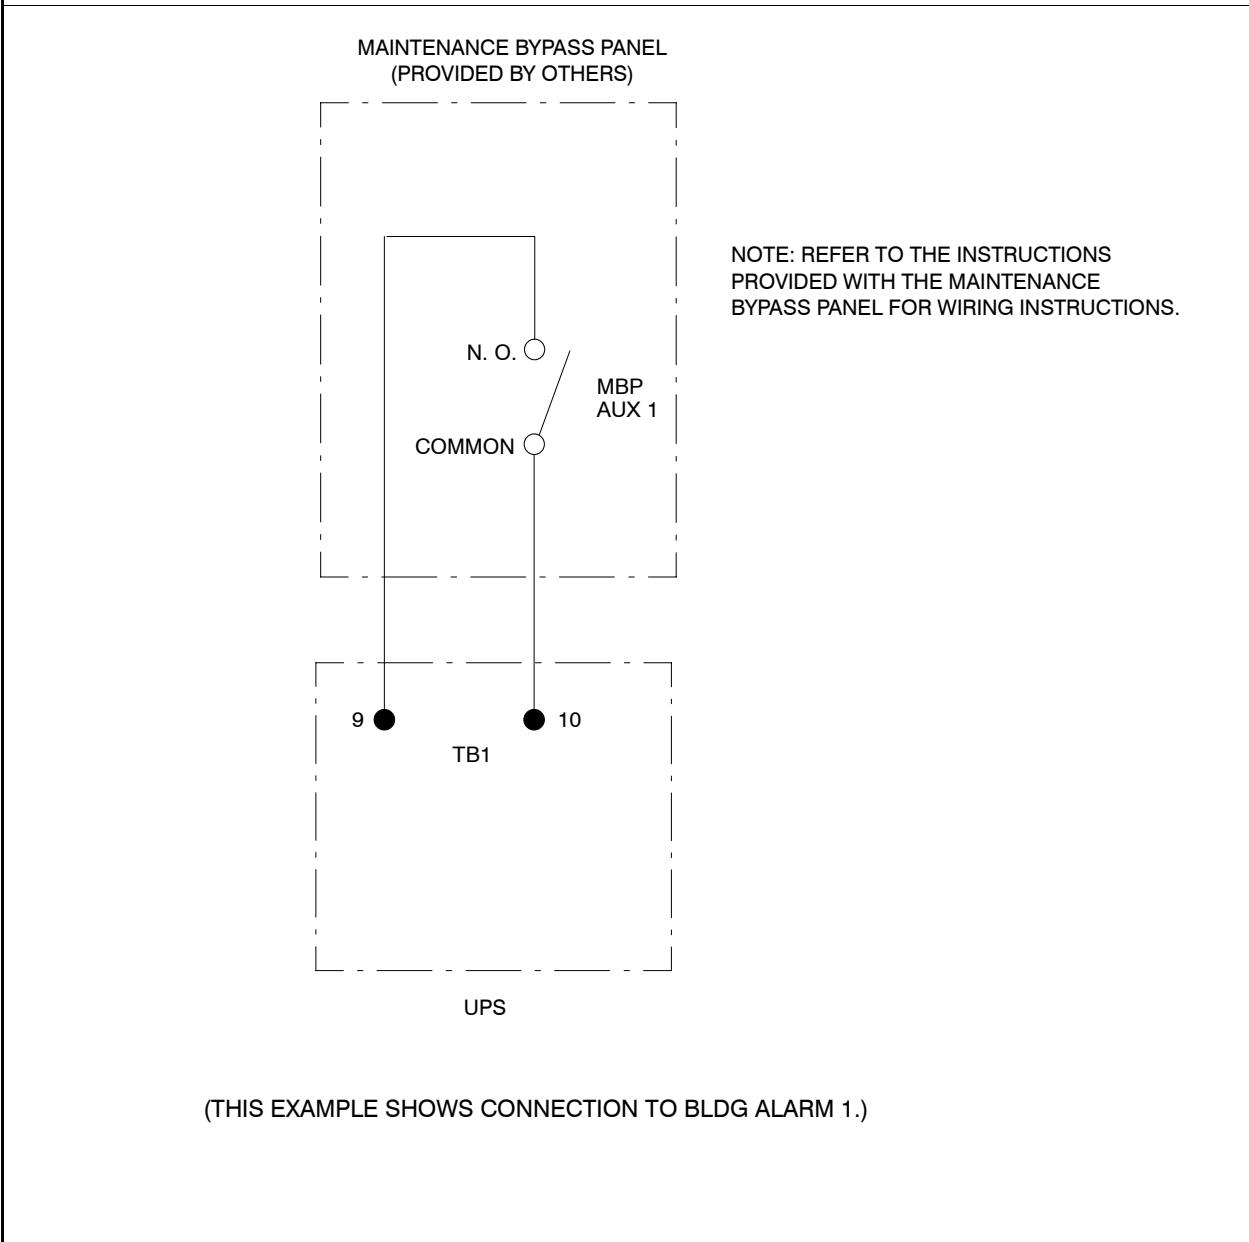 MAINTENANCE BYPASS PANEL
(PROVIDED BY OTHERS)
NOTE: REFER TO THE INSTRUCTIONS
PROVIDED WITH THE MAINTENANCE
BYPASS PANEL FOR WIRING INSTRUCTIONS.
N. O.
MBP
AUX 1
COMMON
9
10
TB1
UPS
(THIS EXAMPLE SHOWS CONNECTION TO BLDG ALARM 1.)